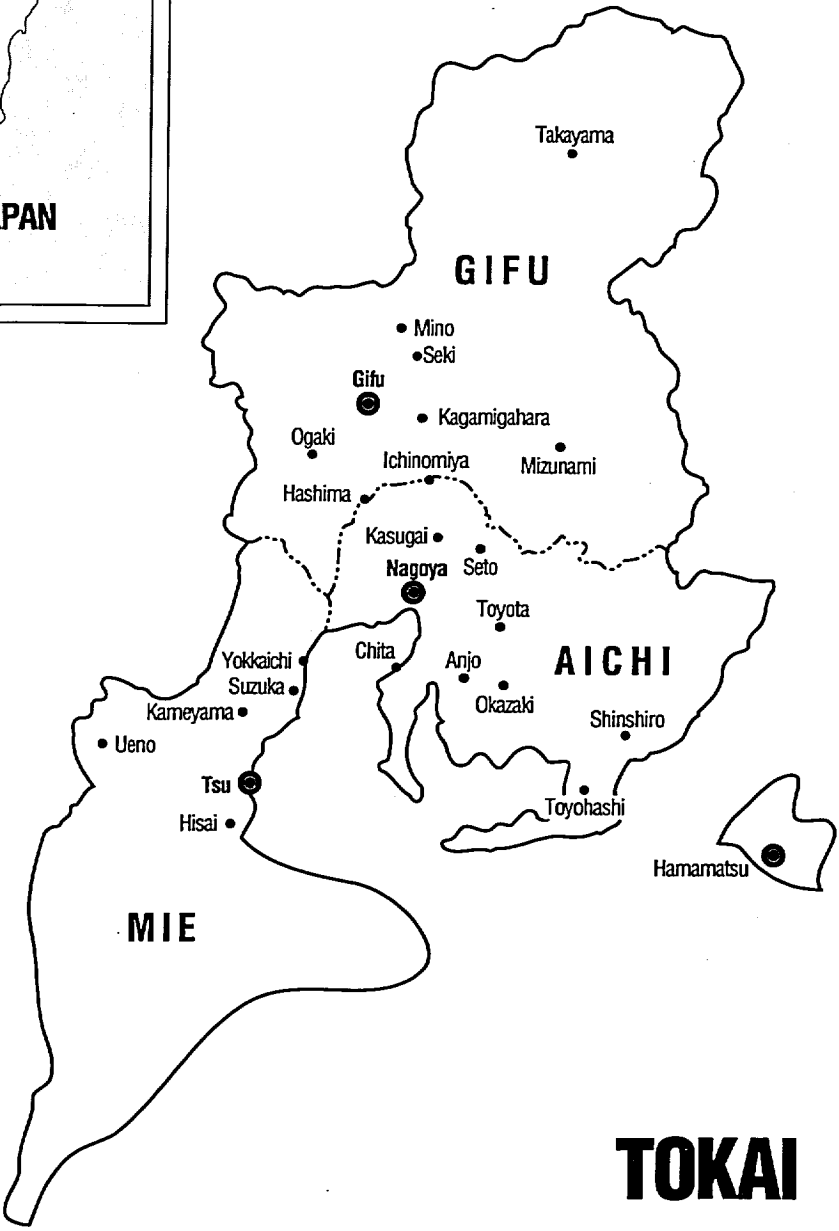 Takayama
APAN
GIFU
Mino
Seki
Gifu
Kagamigahara
Ogaki
Ichinomiya
Mizunami
Hashima
Kasugai
Seto
Nagoya
Toyota
Chita
Anjo
AICHI
Yokkaichi
Suzuka
Okazaki
Kameyama
Shinshiro
Ueno
Tsu
Toyohashi
Hisai
Hamamatsu
MIE
TOKAI